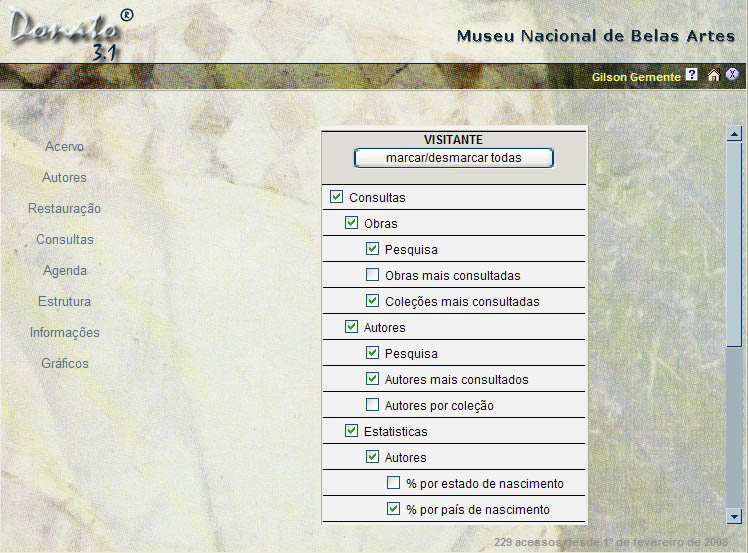 Donato®
3.1
Museu Nacional de Belas Artes
Gilson Gemente ? X
Acervo
Autores
Restauração
Consultas
Agenda
Estrutura
Informações
Gráficos
VISITANTE
marcar/desmarcar todas
Consultas
Obras
Pesquisa
Obras mais consultadas
Coleções mais consultadas
Autores
Pesquisa
Autores mais consultados
Autores por coleção
Estatisticas
Autores
% por estado de nascimento
% por país de nascimento
229 acessos desde 1º de fevereiro de 2008